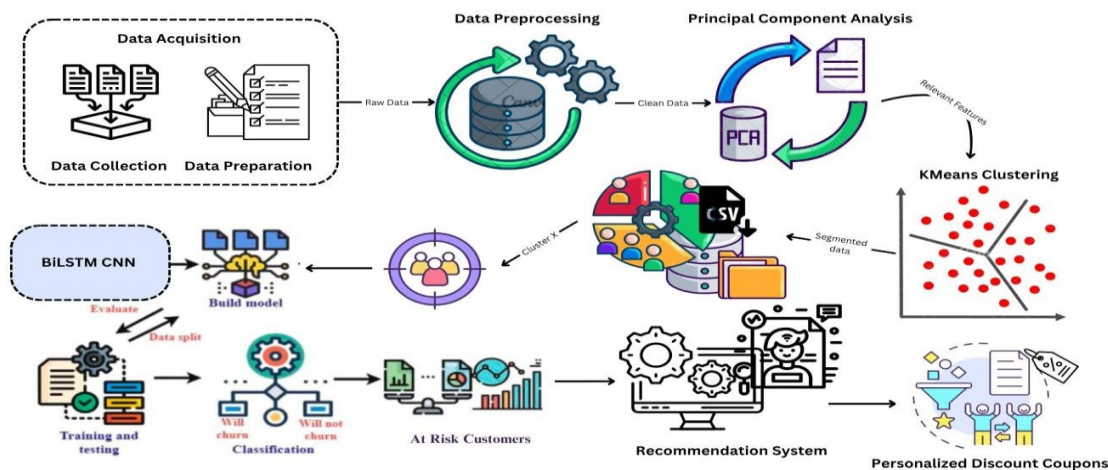 Data Acquisition
Data Collection
Data Preparation
Raw Data
Data Preprocessing
Canva
Clean Data
Principal Component Analysis
PCA
Relevant Features
KMeans Clustering
Segmented
data
CSV
Cluster X
BiLSTM CNN
Build model
Evaluate
Data split
Training and
testing
Will
churn
Will not
churn
Classification
At Risk Customers
Recommendation System
%
Personalized Discount Coupons